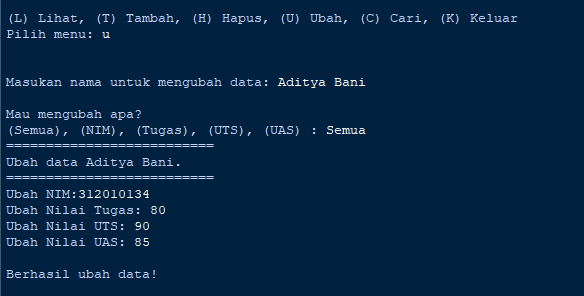 (L) Lihat, (T) Tambah, (H) Hapus, (U) Ubah, (C) Cari, (K) Keluar
Pilih menu: u
Masukan nama untuk mengubah data: Aditya Bani
Mau mengubah apa?
(Semua), (NIM), (Tugas), (UTS), (UAS) : Semua
==========================
Ubah data Aditya Bani.
==========================
Ubah NIM:312010134
Ubah Nilai Tugas: 80
Ubah Nilai UTS: 90
Ubah Nilai UAS: 85
Berhasil ubah data!